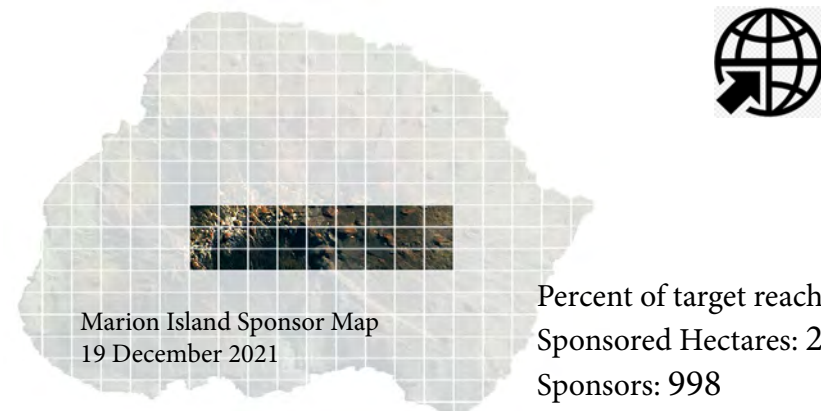 Marion Island Sponsor Map
19 December 2021
Percent of target reach
Sponsored Hectares: 2
Sponsors: 998